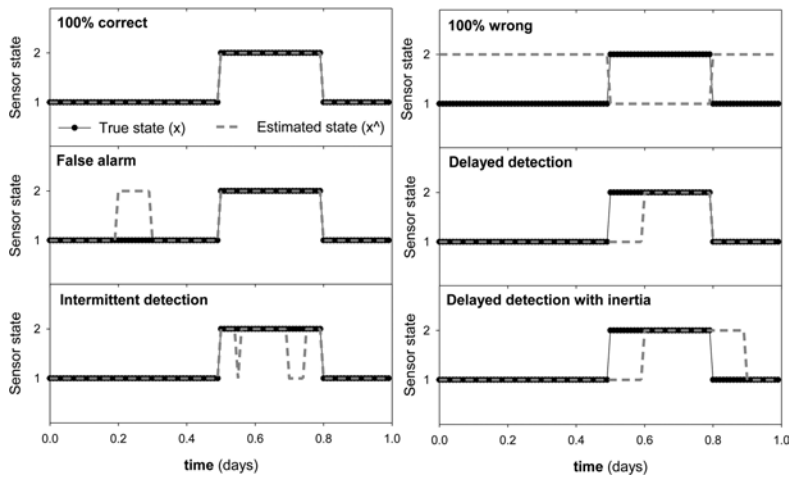 100% correct
Sensor state
2
1
True state (x)
Estimated state (x^)
False alarm
Sensor state
2
1
Intermittent detection
Sensor state
2
1
0.0 0.2 0.4 0.6 0.8 1.0
time (days)
100% wrong
Sensor state
2
1
Delayed detection
Sensor state
2
1
Delayed detection with inertia
Sensor state
2
1
0.0 0.2 0.4 0.6 0.8 1.0
time (days)